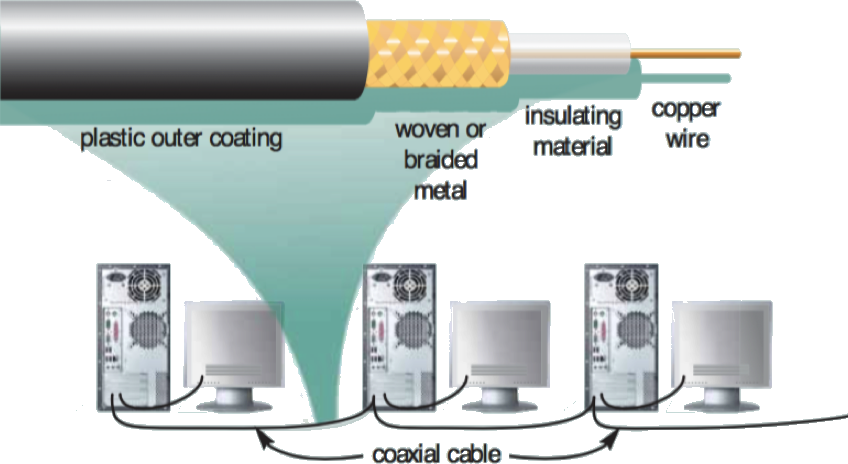 plastic outer coating
woven or
braided
metal
insulating
material
copper
wire
coaxial cable